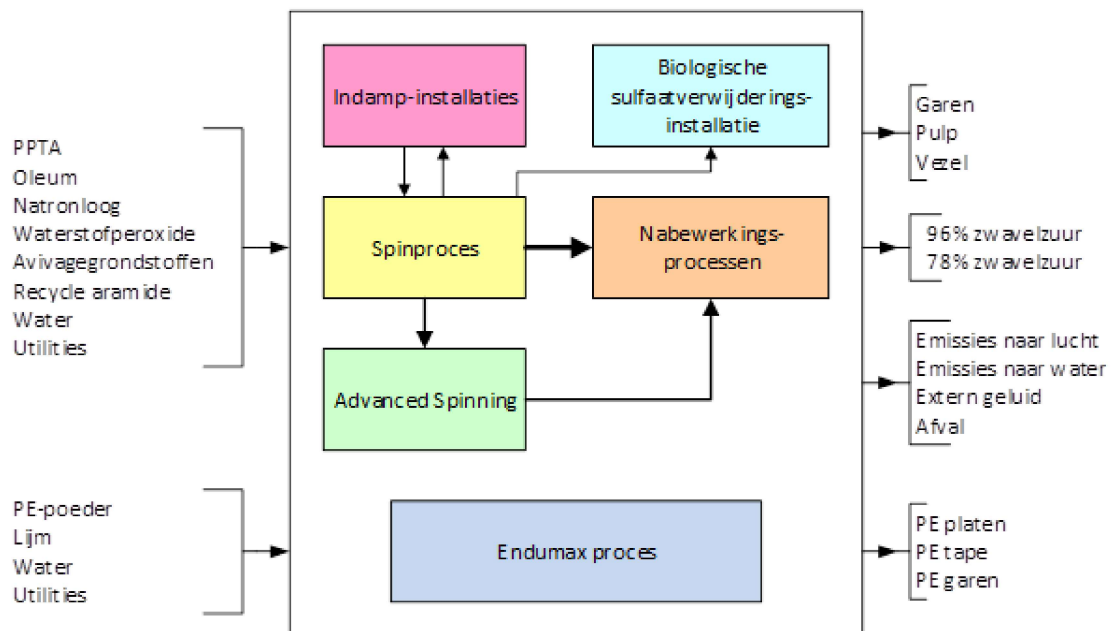 PPTA
Oleum
Natronloog
Waterstofperoxide
Avivagegrondstoffen
Recycle aramide
Water
Utilities
PE-poeder
Lijm
Water
Utilities
Indamp-installaties
Biologische
sulfaatverwijderings-
installatie
Spinproces
Nabewerkings-
processen
Advanced Spinning
Endumax proces
Garen
Pulp
Vezel
96% zwavelzuur
78% zwavelzuur
Emissies naar lucht
Emissies naar water
Extern geluid
Afval
PE platen
PE tape
PE garen